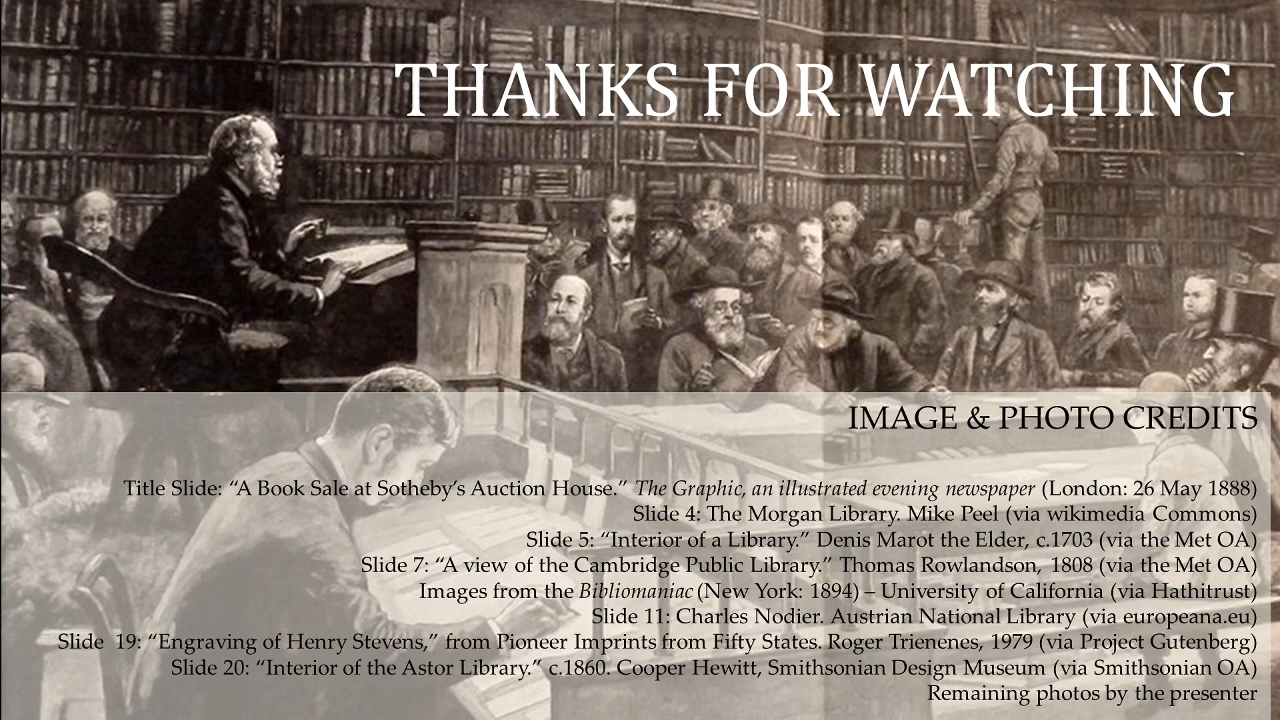 THANKS FOR WATCHING
IMAGE & PHOTO CREDITS
Title Slide: “A Book Sale at Sotheby’s Auction House.” The Graphic, an illustrated evening newspaper (London: 26 May 1888)
Slide 4: The Morgan Library. Mike Peel (via wikimedia Commons)
Slide 5: “Interior of a Library.” Denis Marot the Elder, c.1703 (via the Met OA)
Slide 7: “A view of the Cambridge Public Library.” Thomas Rowlandson, 1808 (via the Met OA)
Images from the Bibliomaniac (New York: 1894) – University of California (via Hathitrust)
Slide 11: Charles Nodier. Austrian National Library (via europeana.eu)
Slide 19: “Engraving of Henry Stevens,” from Pioneer Imprints from Fifty States. Roger Trienenes, 1979 (via Project Gutenberg)
Slide 20: “Interior of the Astor Library.” c.1860. Cooper Hewitt, Smithsonian Design Museum (via Smithsonian OA)
Remaining photos by the presenter